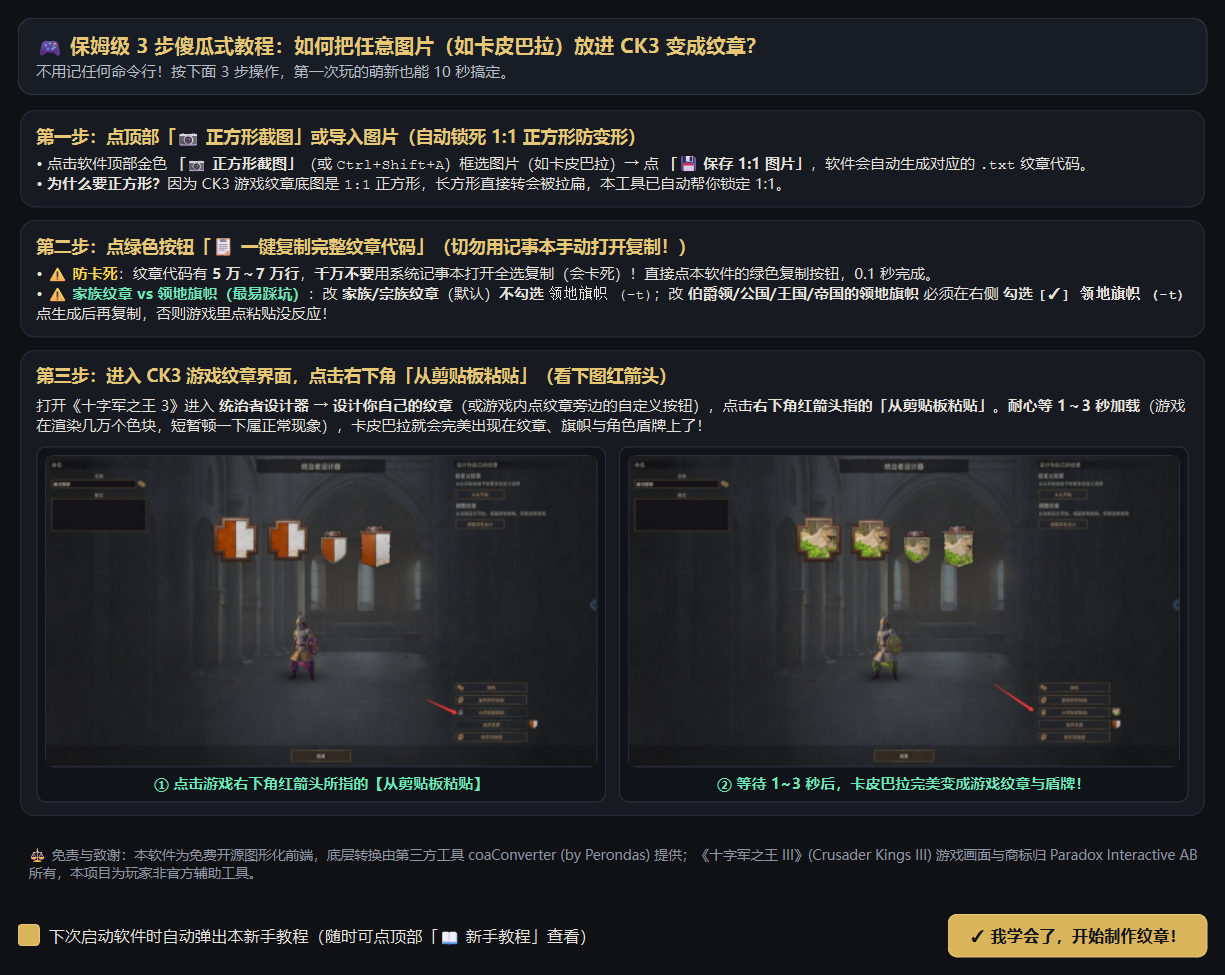 🎮 保姆级 3 步傻瓜式教程：如何把任意图片（如卡皮巴拉）放进 CK3 变成纹章？
不用记任何命令行！按下面 3 步操作，第一次玩的萌新也能 10 秒搞定。
第一步：点顶部「📷 正方形截图」或导入图片（自动锁死 1:1 正方形防变形）
• 点击软件顶部金色 「📷 正方形截图」（或 Ctrl+Shift+A）框选图片（如卡皮巴拉）→ 点 「💾 保存 1:1 图片」，软件会自动生成对应的 .txt 纹章代码。
• 为什么要正方形？因为 CK3 游戏纹章底图是 1:1 正方形，长方形直接转会被拉扁，本工具已自动帮你锁定 1:1。
第二步：点绿色按钮「📋 一键复制完整纹章代码」（切勿用记事本手动打开复制！）
• ⚠️ 防卡死：纹章代码有 5 万 ~ 7 万行，千万不要用系统记事本打开全选复制（会卡死）！直接点本软件的绿色复制按钮，0.1 秒完成。
• ⚠️ 家族纹章 vs 领地旗帜（最易踩坑）：改 家族/宗族纹章（默认）不勾选 领地旗帜 (-t)；改 伯爵领/公国/王国/帝国的领地旗帜 必须在右侧 勾选 [✓] 领地旗帜 (-t)
点生成后再复制，否则游戏里点粘贴没反应！
第三步：进入 CK3 游戏纹章界面，点击右下角「从剪贴板粘贴」（看下图红箭头）
打开《十字军之王 3》进入 统治者设计器 → 设计你自己的纹章（或游戏内点纹章旁边的自定义按钮），点击右下角红箭头指的「从剪贴板粘贴」。耐心等 1 ~ 3 秒加载（游戏
在渲染几万个色块，短暂顿一下属正常现象），卡皮巴拉就会完美出现在纹章、旗帜与角色盾牌上了！
统治者设计器
统治者设计器
① 点击游戏右下角红箭头所指的【从剪贴板粘贴】
② 等待 1~3 秒后，卡皮巴拉完美变成游戏纹章与盾牌！
⚖️ 免责与致谢：本软件为免费开源图形化前端，底层转换由第三方工具 coaConverter (by Perondas) 提供；《十字军之王 III》(Crusader Kings III) 游戏画面与商标归 Paradox Interactive AB
所有，本项目为玩家非官方辅助工具。
下次启动软件时自动弹出本新手教程（随时可点顶部「📖 新手教程」查看）
✓ 我学会了，开始制作纹章！